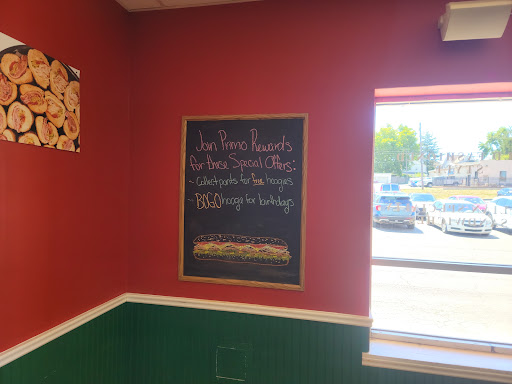 Join Primo Rewards
for these Special Offers:
- Collect points for free hoagies
- BOGO hoagie for birthdays